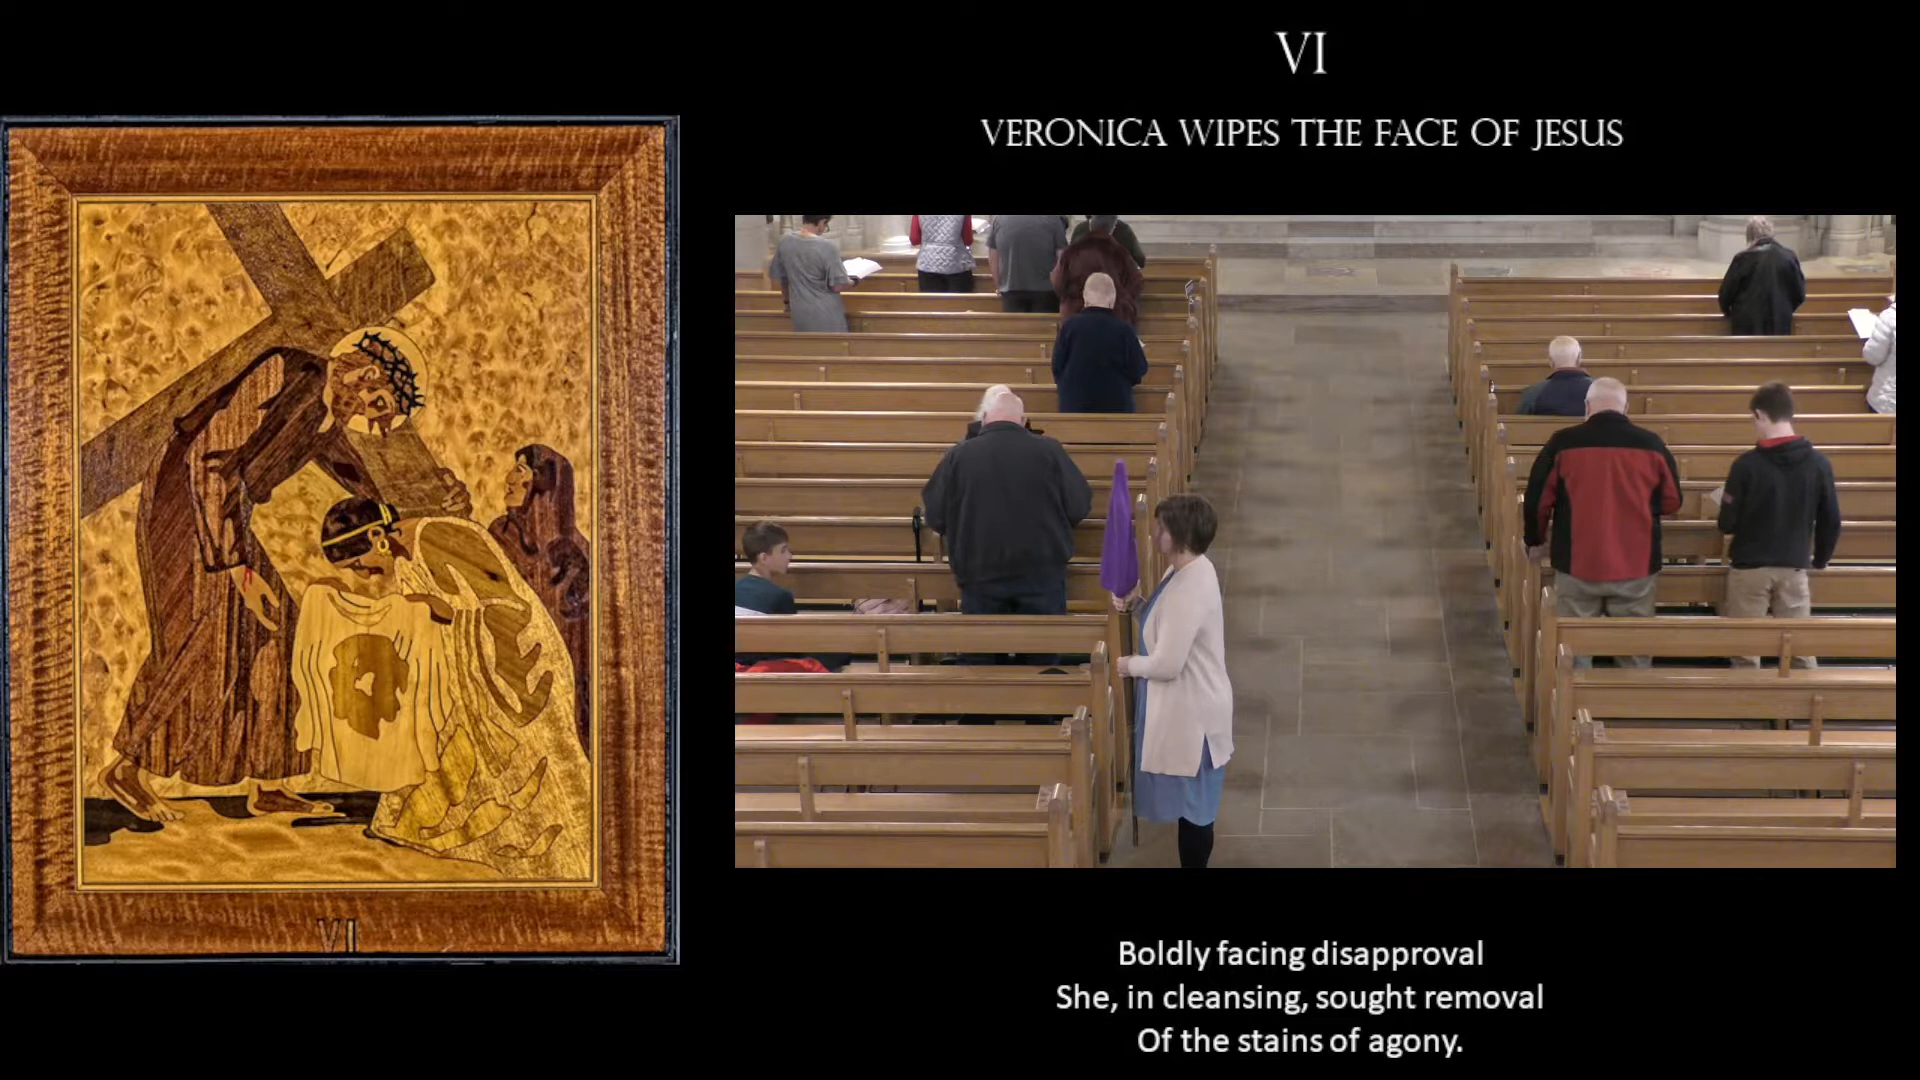 VI
VERONICA WIPES THE FACE OF JESUS
VI
Boldly facing disapproval
She, in cleansing, sought removal
Of the stains of agony.